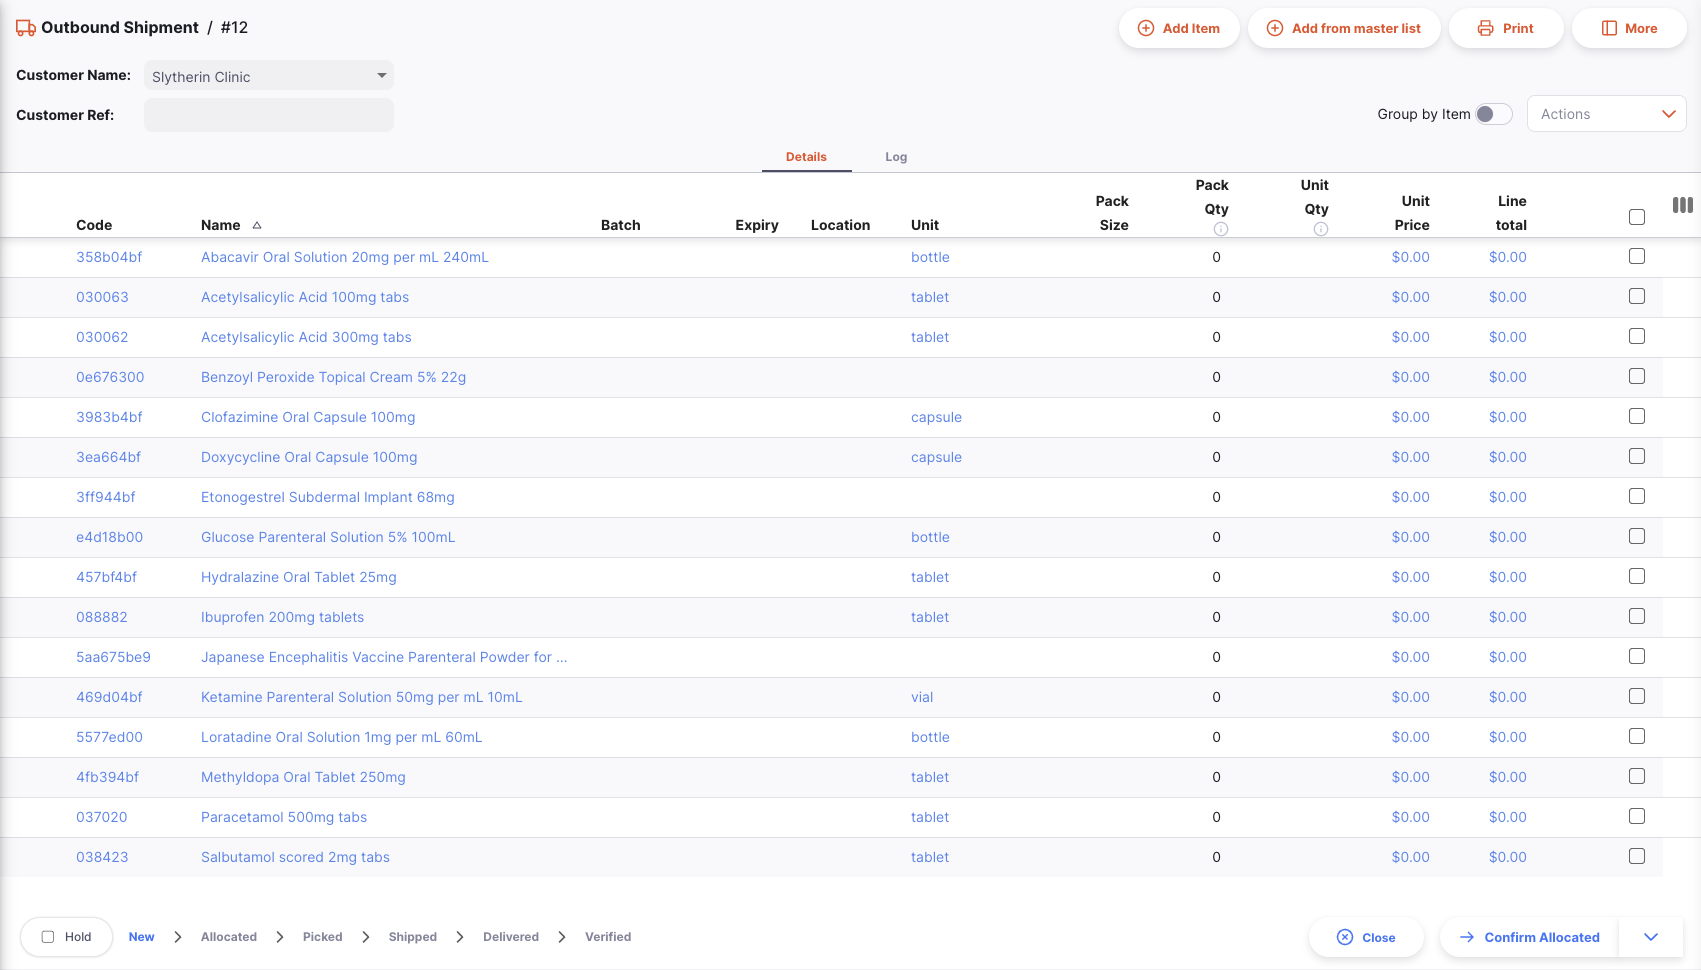 Outbound Shipment / #12
Add Item
Add from master list
Print
More
Customer Name: Slytherin Clinic
Customer Ref:
Group by Item
Actions
Details Log
Code Name Batch Expiry Location Unit Pack Size Pack Qty Unit Qty Unit Price Line total
358b04bf Abacavir Oral Solution 20mg per mL 240mL bottle 0 $0.00 $0.00
030063 Acetylsalicylic Acid 100mg tabs tablet 0 $0.00 $0.00
030062 Acetylsalicylic Acid 300mg tabs tablet 0 $0.00 $0.00
0e676300 Benzoyl Peroxide Topical Cream 5% 22g 0 $0.00 $0.00
3983b4bf Clofazimine Oral Capsule 100mg capsule 0 $0.00 $0.00
3ea664bf Doxycycline Oral Capsule 100mg capsule 0 $0.00 $0.00
3ff944bf Etonogestrel Subdermal Implant 68mg 0 $0.00 $0.00
e4d18b00 Glucose Parenteral Solution 5% 100mL bottle 0 $0.00 $0.00
457bf4bf Hydralazine Oral Tablet 25mg tablet 0 $0.00 $0.00
088882 Ibuprofen 200mg tablets tablet 0 $0.00 $0.00
5aa675be9 Japanese Encephalitis Vaccine Parenteral Powder for ... 0 $0.00 $0.00
469d04bf Ketamine Parenteral Solution 50mg per mL 10mL vial 0 $0.00 $0.00
5577ed00 Loratadine Oral Solution 1mg per mL 60mL bottle 0 $0.00 $0.00
4fb394bf Methyldopa Oral Tablet 250mg tablet 0 $0.00 $0.00
037020 Paracetamol 500mg tabs tablet 0 $0.00 $0.00
038423 Salbutamol scored 2mg tabs tablet 0 $0.00 $0.00
Hold New Allocated Picked Shipped Delivered Verified
Close
Confirm Allocated